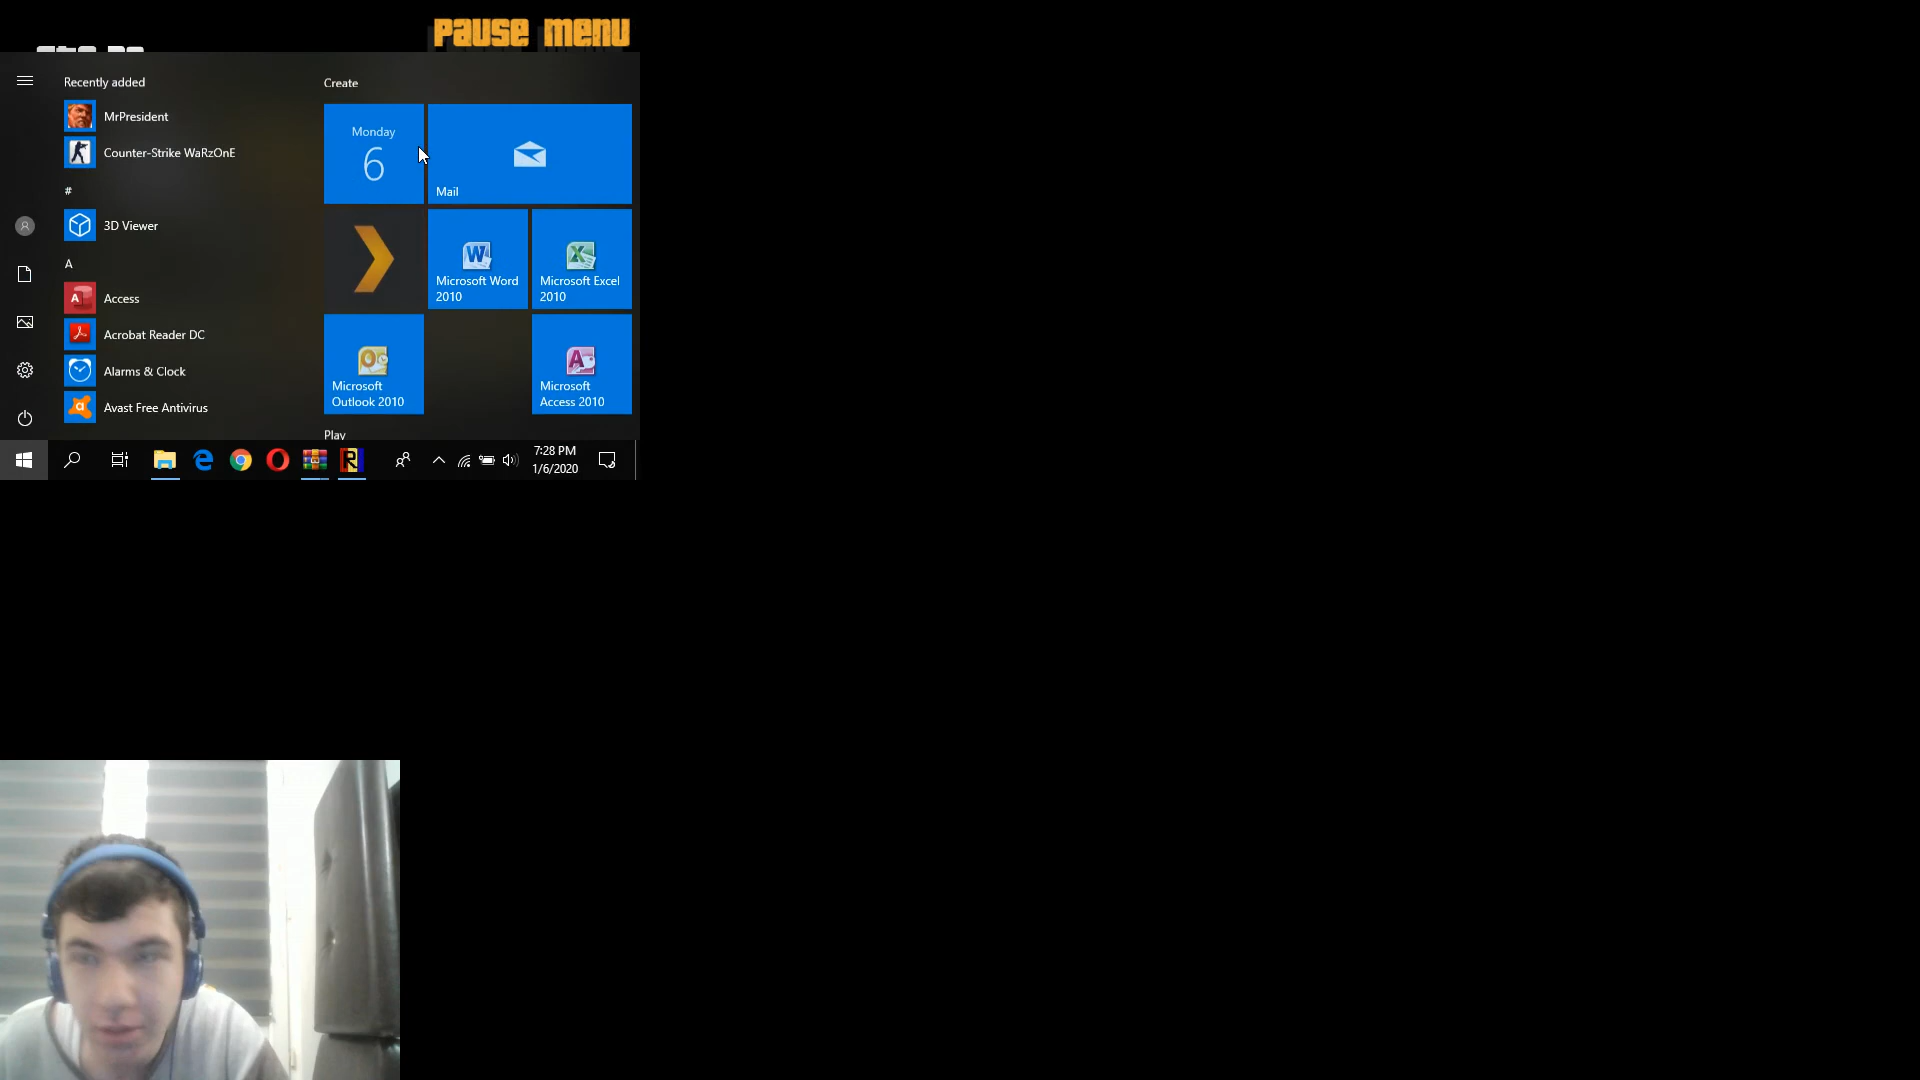 Pause menu
Recently added
MrPresident
Counter-Strike WaRzOnE
#
3D Viewer
A
Access
Acrobat Reader DC
Alarms & Clock
Avast Free Antivirus
Create
Monday
6
Mail
Microsoft Word
2010
Microsoft Excel
2010
Microsoft
Outlook 2010
Microsoft
Access 2010
Play
7:28 PM
1/6/2020